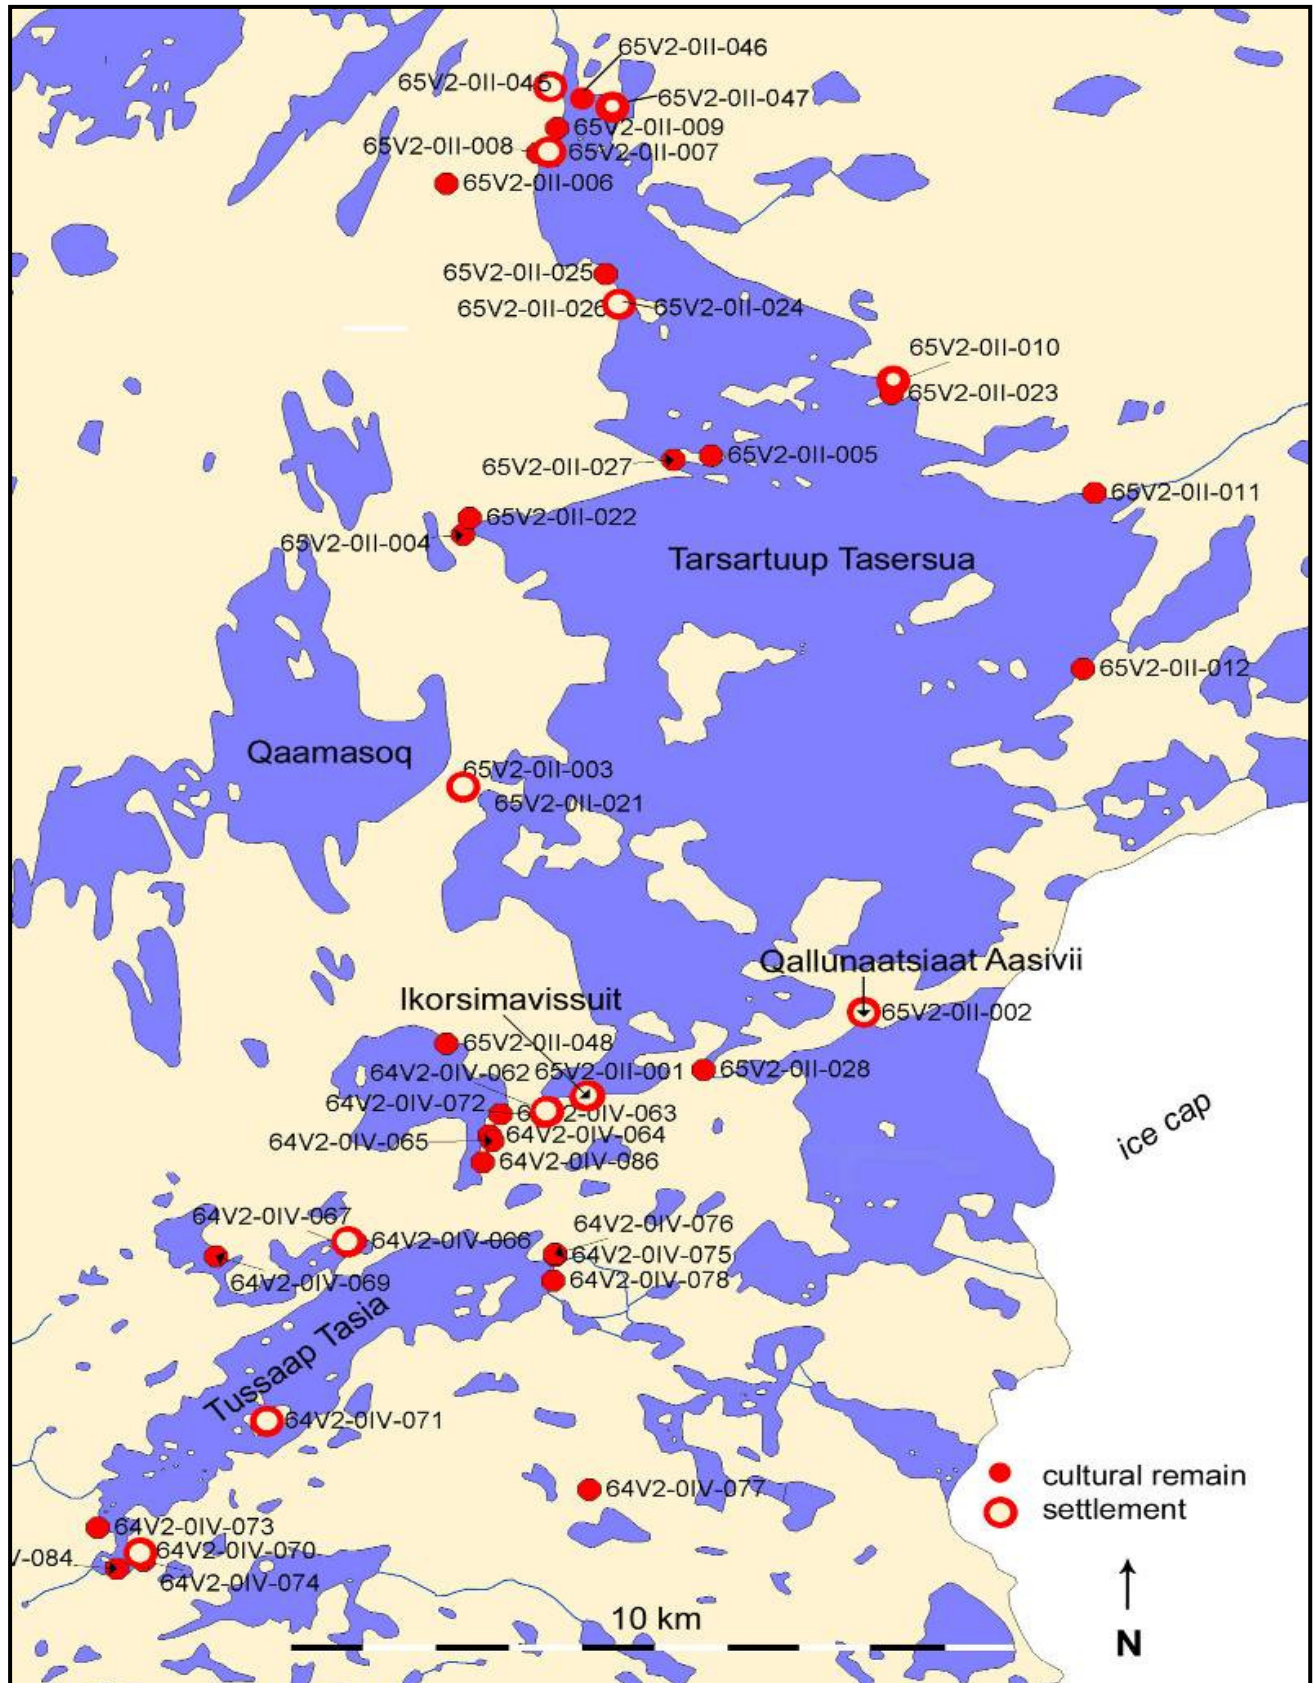 65V2-0II-046
65V2-0II-045
65V2-0II-047
65V2-0II-009
65V2-0II-008
65V2-0II-007
65V2-0II-006
65V2-0II-025
65V2-0II-026
65V2-0II-024
65V2-0II-010
65V2-0II-023
65V2-0II-005
65V2-0II-027
65V2-0II-011
65V2-0II-022
65V2-0II-004
Tarsartuup Tasersua
65V2-0II-012
Qaamasoq
65V2-0II-003
65V2-0II-021
Qallunaatsiaat Aasivii
Ikorsimavissuit
65V2-0II-002
65V2-0II-048
64V2-0IV-062
65V2-0II-001
65V2-0II-028
64V2-0IV-072
64V2-0IV-063
64V2-0IV-064
64V2-0IV-065
64V2-0IV-086
ice cap
64V2-0IV-067
64V2-0IV-076
64V2-0IV-066
64V2-0IV-075
64V2-0IV-069
64V2-0IV-078
Tussaap Tasia
64V2-0IV-071
cultural remain
64V2-0IV-077
settlement
64V2-0IV-073
64V2-0IV-070
V-084
64V2-0IV-074
10 km
N